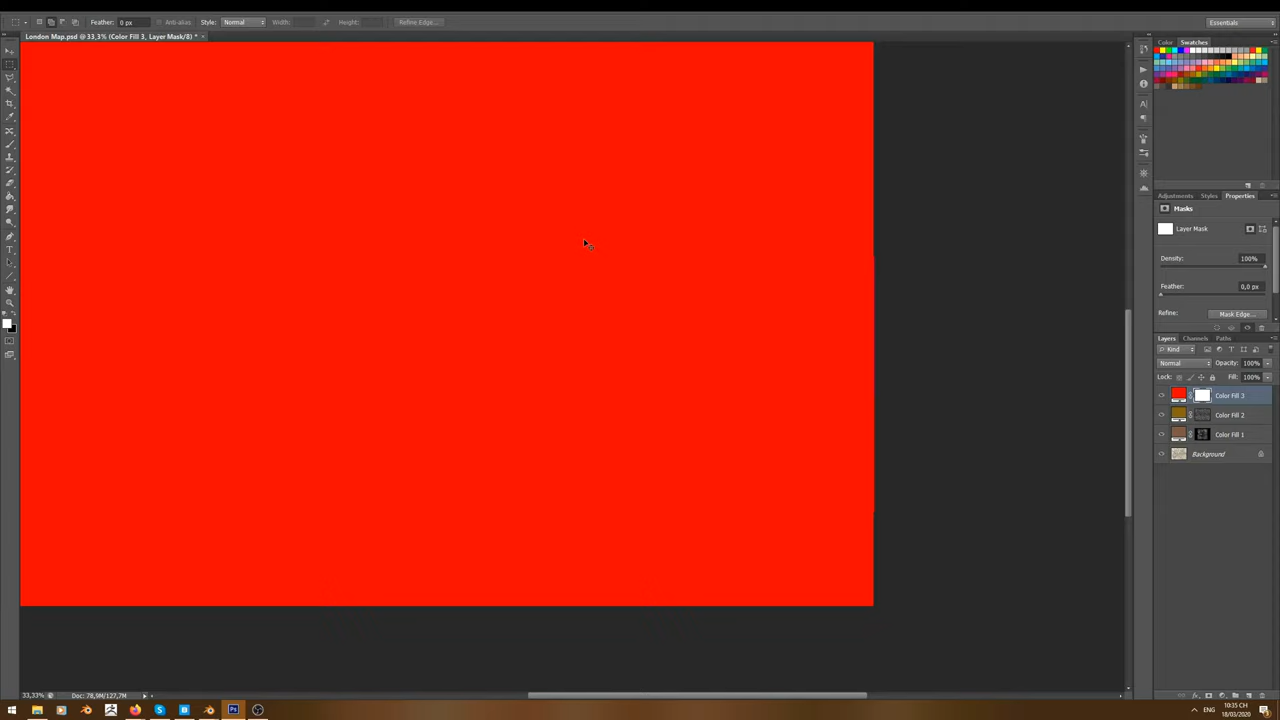 Feather: 0 px Anti-alias Style: Normal Width: Height: Refine Edge... Essentials
London Map.psd @ 33,3% (Color Fill 3, Layer Mask/8) * ×
Color Swatches
Adjustments Styles Properties
Masks
Layer Mask
Density: 100%
Feather: 0,0 px
Refine: Mask Edge...
Layers Channels Paths
Kind
Normal Opacity: 100%
Lock: Fill: 100%
Color Fill 3
Color Fill 2
Color Fill 1
Background
33,33% Doc: 78,9M/127,7M
ENG 10:35 CH
18/03/2020